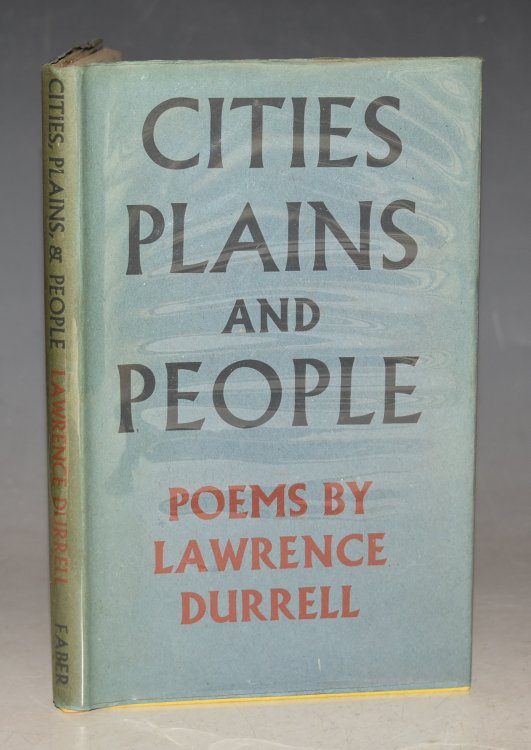 CITIES
PLAINS
AND
PEOPLE
POEMS BY
LAWRENCE
DURRELL
CITIES, PLAINS, & PEOPLE LAWRENCE DURRELL FABER